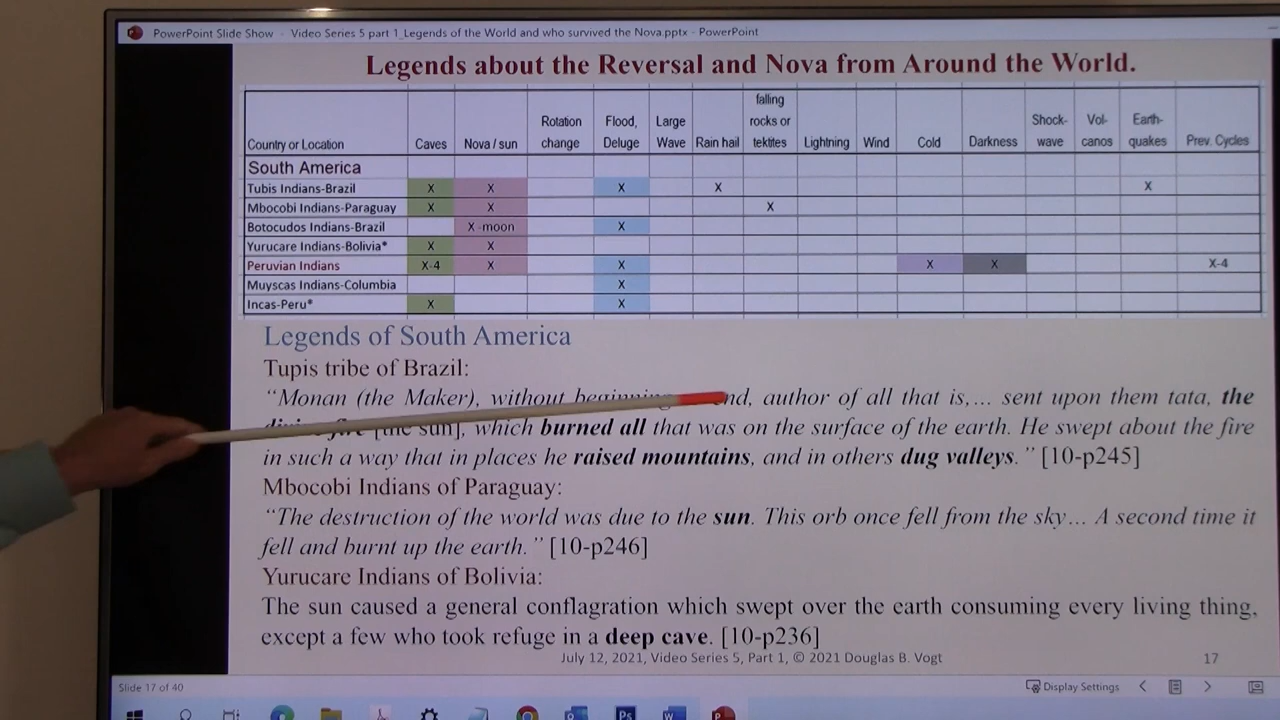 PowerPoint Slide Show - Video Series 5 part 1_Legends of the World and who survived the Nova.pptx - PowerPoint
Legends about the Reversal and Nova from Around the World.
Country or Location Caves Nova / sun Rotation change Flood, Deluge Large Wave Rain hail falling rocks or tektites Lightning Wind Cold Darkness Shock-wave Vol-canos Earth-quakes Prev. Cycles
South America
Tubis Indians-Brazil X X X X X
Mbocobi Indians-Paraguay X X X
Botocudos Indians-Brazil X -moon X
Yurucare Indians-Bolivia* X X
Peruvian Indians X-4 X X X X X-4
Muyscas Indians-Columbia X
Incas-Peru* X X
Legends of South America
Tupis tribe of Brazil:
“Monan (the Maker), without beginning end, author of all that is,... sent upon them tata, the
fire [the sun], which burned all that was on the surface of the earth. He swept about the fire
in such a way that in places he raised mountains, and in others dug valleys.” [10-p245]
Mbocobi Indians of Paraguay:
“The destruction of the world was due to the sun. This orb once fell from the sky... A second time it
fell and burnt up the earth.” [10-p246]
Yurucare Indians of Bolivia:
The sun caused a general conflagration which swept over the earth consuming every living thing,
except a few who took refuge in a deep cave. [10-p236]
July 12, 2021, Video Series 5, Part 1, © 2021 Douglas B. Vogt 17
Slide 17 of 40 Display Settings